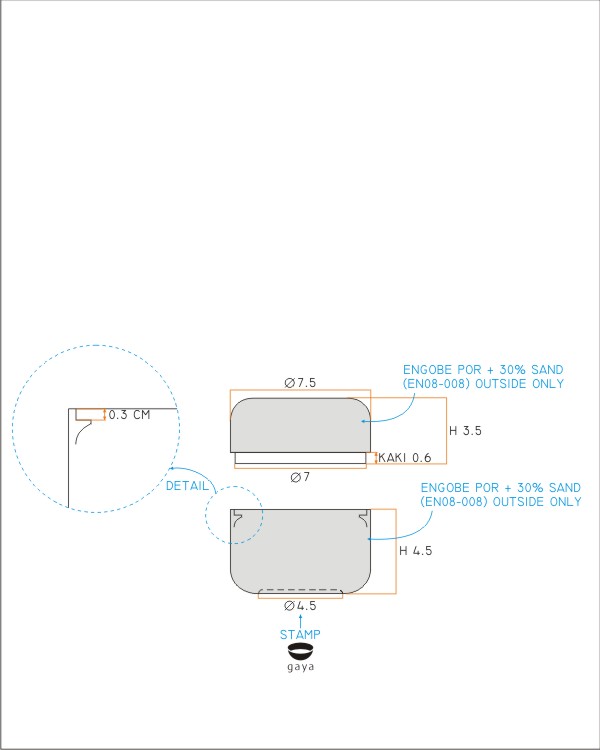 ENGOBE POR + 30% SAND
(EN08-008) OUTSIDE ONLY
Ø7.5
0.3 CM
H 3.5
KAKI 0.6
Ø7
DETAIL
ENGOBE POR + 30% SAND
(EN08-008) OUTSIDE ONLY
H 4.5
Ø4.5
STAMP
gaya